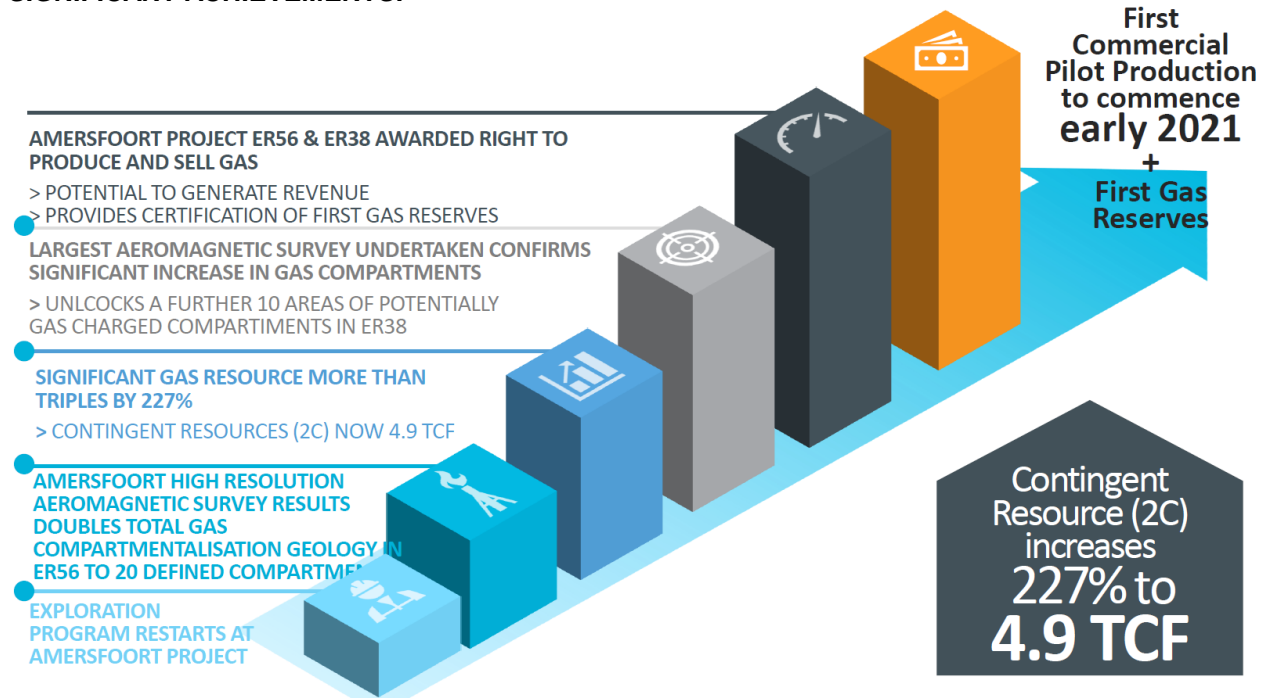 SIGNIFICANT ACHIEVEMENTS:
AMERSFOORT PROJECT ER56 & ER38 AWARDED RIGHT TO
PRODUCE AND SELL GAS
> POTENTIAL TO GENERATE REVENUE
> PROVIDES CERTIFICATION OF FIRST GAS RESERVES
LARGEST AEROMAGNETIC SURVEY UNDERTAKEN CONFIRMS
SIGNIFICANT INCREASE IN GAS COMPARTMENTS
> UNLCOCKS A FURTHER 10 AREAS OF POTENTIALLY
GAS CHARGED COMPARTIMENTS IN ER38
SIGNIFICANT GAS RESOURCE MORE THAN
TRIPLES BY 227%
> CONTINGENT RESOURCES (2C) NOW 4.9 TCF
AMERSFOORT HIGH RESOLUTION
AEROMAGNETIC SURVEY RESULTS
DOUBLES TOTAL GAS
COMPARTMENTALISATION GEOLOGY IN
ER56 TO 20 DEFINED
EXPLORATION
PROGRAM RESTARTS AT
AMERSFOORT PROJECT
First
Commercial
Pilot Production
to commence
early 2021
+
First Gas
Reserves
Contingent
Resource (2C)
increases
227% to
4.9 TCF